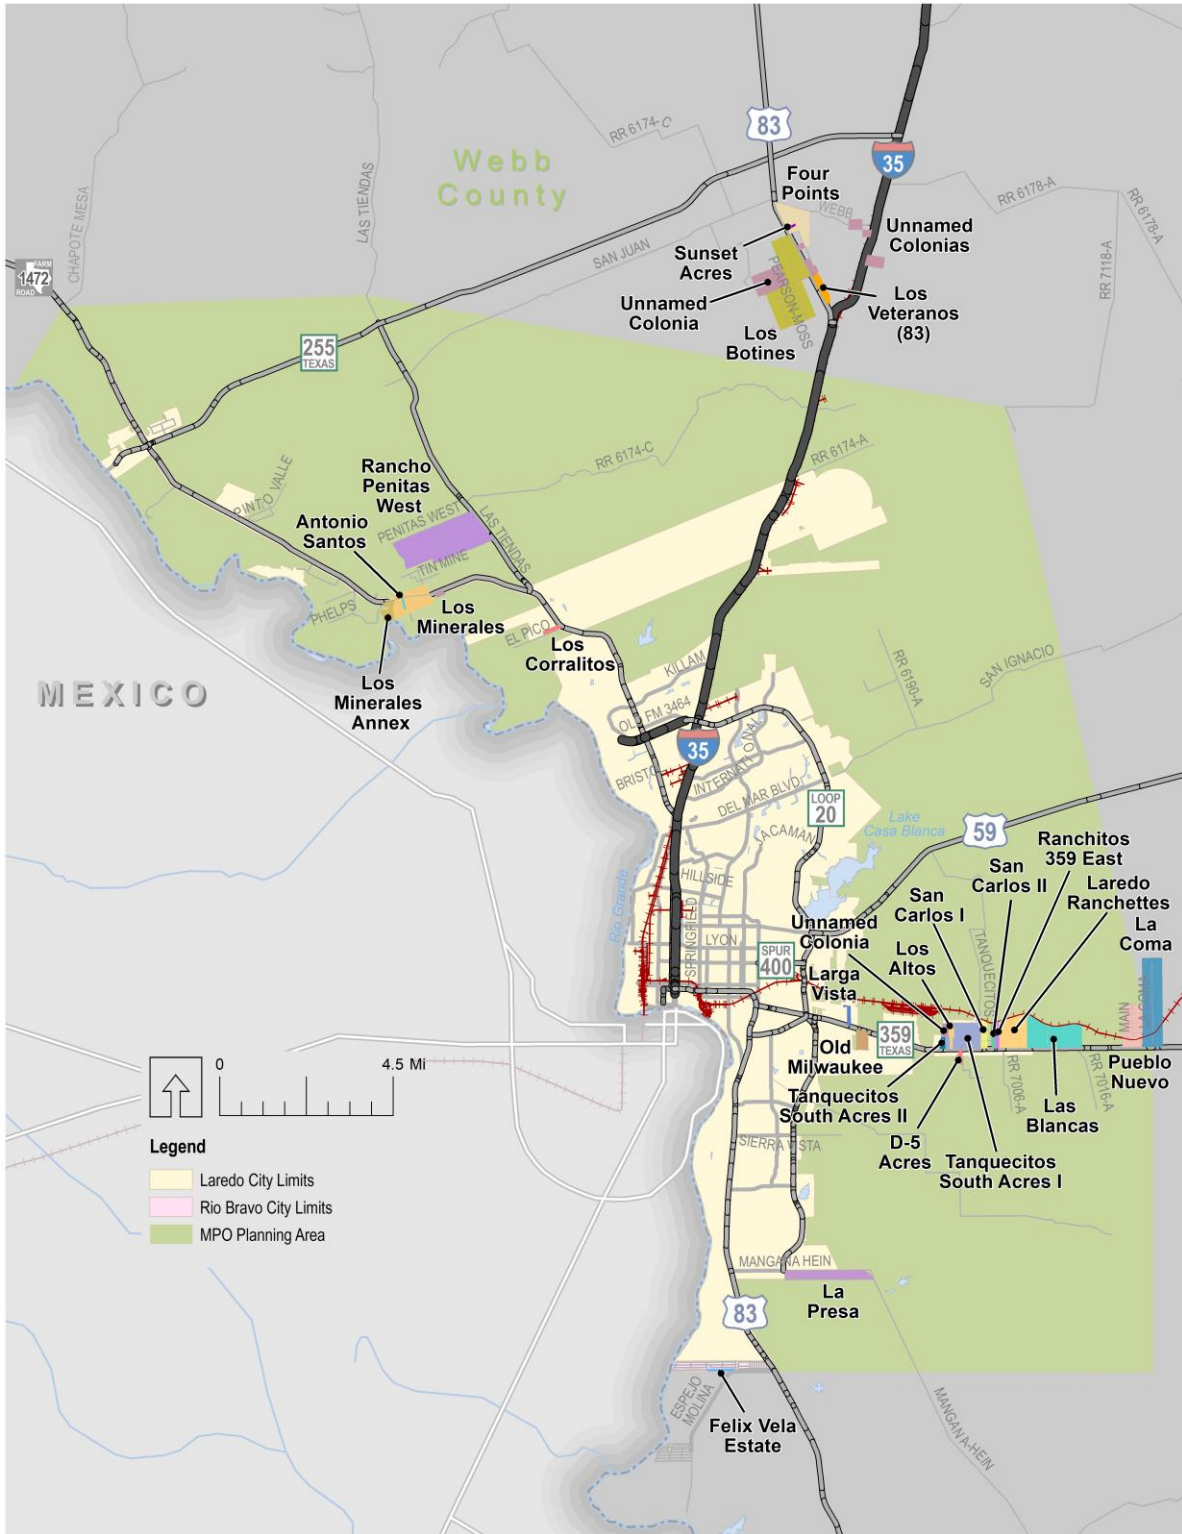 83
35
RR 6174-C
Webb
County
CHAPOTE MESA
LAS TIENDAS
RR 6178-A
RR 6178-A
Four
Points
WEBB
Unnamed
Colonias
Sunset
Acres
SAN JUAN
RR 7118-A
FARM
1472
ROAD
Unnamed
Colonia
PEARSON-MOSS
Los
Veteranos
(83)
Los
Botines
255
TEXAS
RR 6174-C
RR 6174-A
Rancho
Penitas
West
PINTO VALLE
Antonio
Santos
PENITAS WEST
LAS TIENDAS
TIN MINE
PHELPS
Los
Minerales
EL PICO
Los
Corralitos
KILLAM
RR 6190-A
SAN IGNACIO
Los
Minerales
Annex
MEXICO
OLD FM 3464
35
INTERNATIONAL
DEL MAR BLVD
LOOP
20
Lake
Casa Blanca
59
JACAMAN
HILLSIDE
Rio Grande
SPRINGFIELD
LYON
SPUR
400
Ranchitos
359 East
San
Carlos II
Laredo
Ranchettes
San
Carlos I
La
Coma
Unnamed
Colonia
Los
Altos
TANQUECITOS
Larga
Vista
MAIN
359
TEXAS
Old
Milwaukee
Pueblo
Nuevo
RR 7006-A
RR 7016-A
Tanquecitos
South Acres II
Las
Blancas
D-5
Acres
Tanquecitos
South Acres I
0
4.5 Mi
Legend
Laredo City Limits
Rio Bravo City Limits
MPO Planning Area
SIERRA VISTA
MANGANA HEIN
La
Presa
83
ESPEJO
MOLINA
Felix Vela
Estate
MANGANA-HEIN